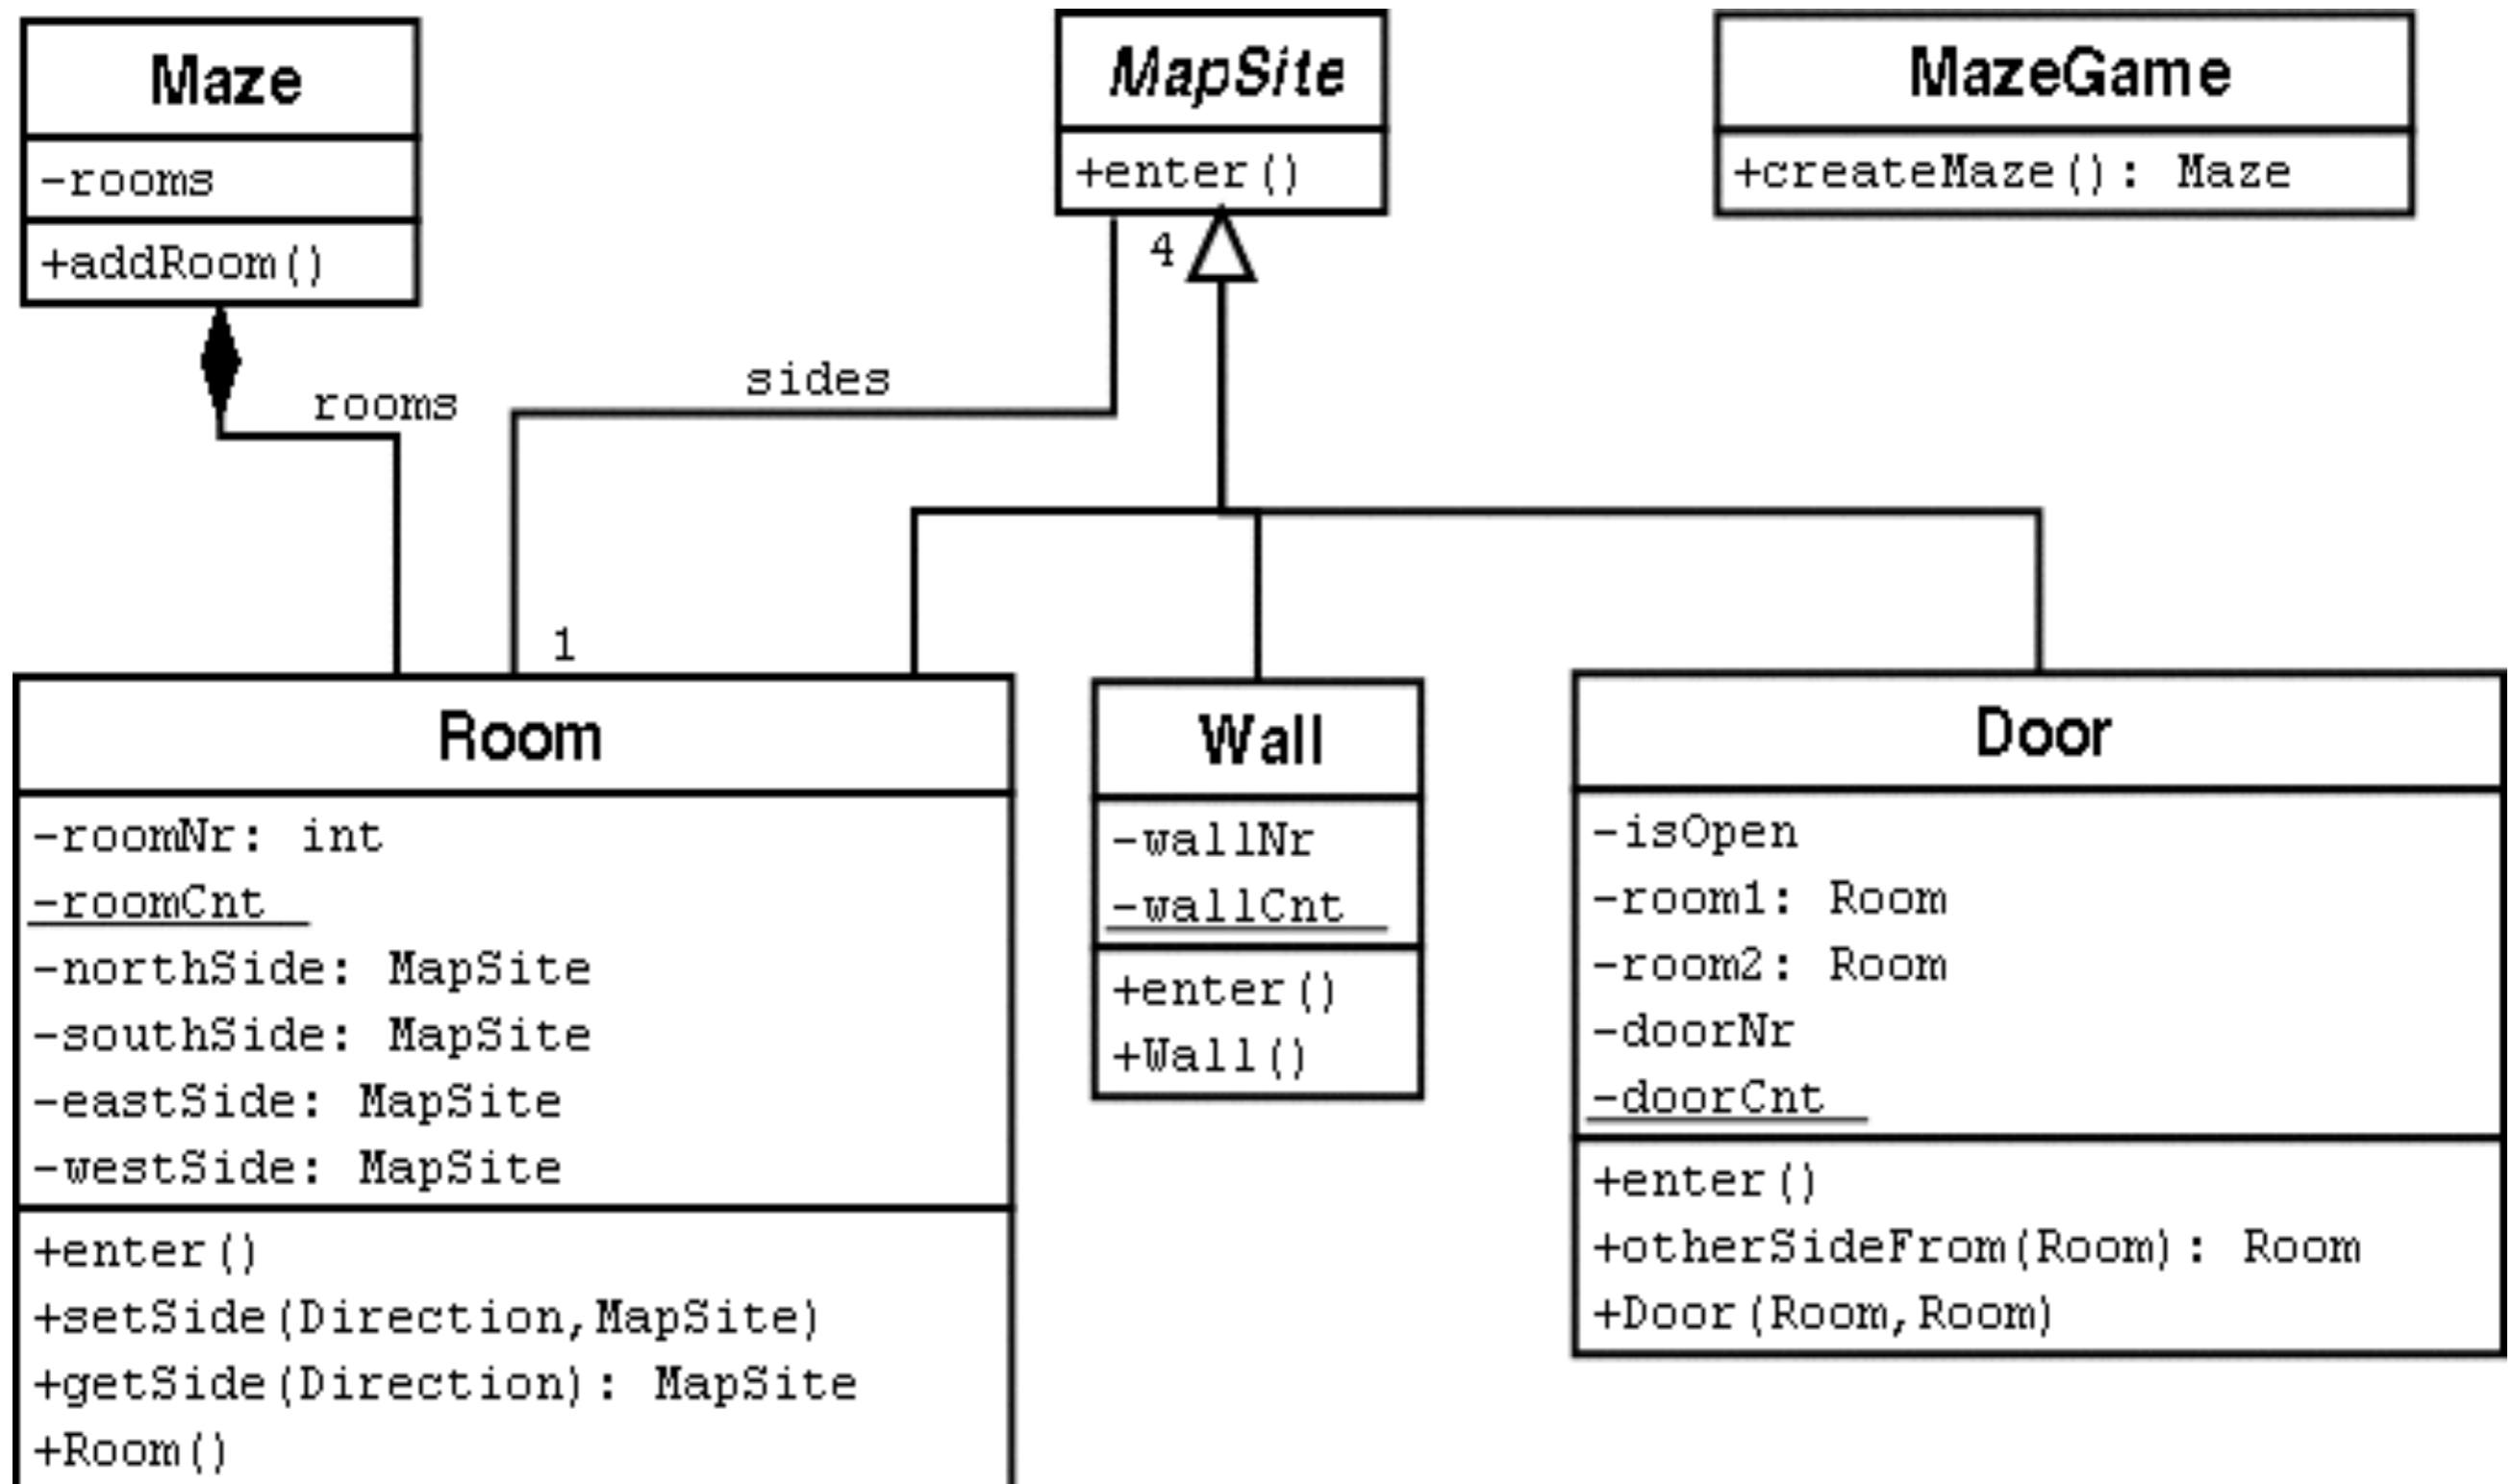 Maze
-rooms
+addRoom()
MapSite
+enter()
MazeGame
+createMaze(): Maze
4
rooms
sides
1
Room
-roomNr: int
-roomCnt
-northSide: MapSite
-southSide: MapSite
-eastSide: MapSite
-westSide: MapSite
+enter()
+setSide(Direction,MapSite)
+getSide(Direction): MapSite
+Room()
Wall
-wallNr
-wallCnt
+enter()
+Wall()
Door
-isOpen
-room1: Room
-room2: Room
-doorNr
-doorCnt
+enter()
+otherSideFrom(Room): Room
+Door(Room,Room)